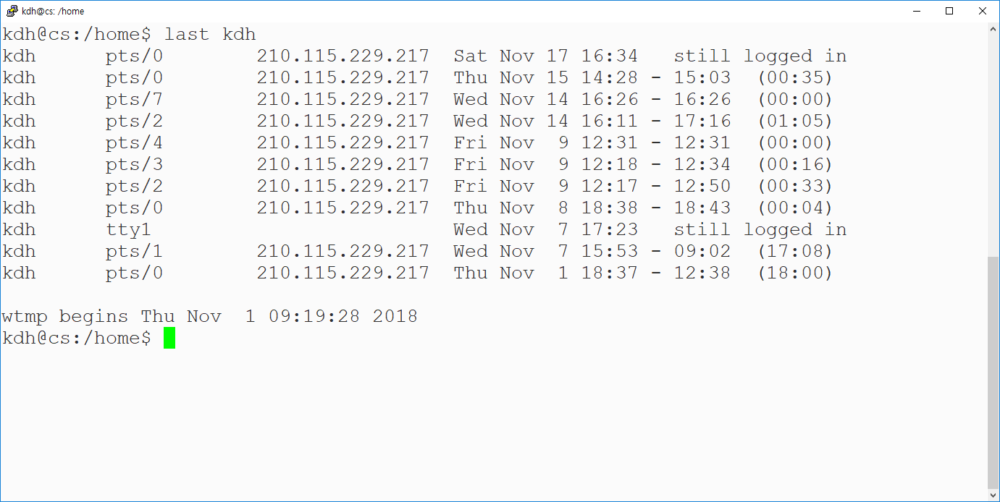 kdh@cs: /home
kdh@cs:/home$ last kdh
kdh      pts/0        210.115.229.217  Sat Nov 17 16:34   still logged in
kdh      pts/0        210.115.229.217  Thu Nov 15 14:28 - 15:03  (00:35)
kdh      pts/7        210.115.229.217  Wed Nov 14 16:26 - 16:26  (00:00)
kdh      pts/2        210.115.229.217  Wed Nov 14 16:11 - 17:16  (01:05)
kdh      pts/4        210.115.229.217  Fri Nov  9 12:31 - 12:31  (00:00)
kdh      pts/3        210.115.229.217  Fri Nov  9 12:18 - 12:34  (00:16)
kdh      pts/2        210.115.229.217  Fri Nov  9 12:17 - 12:50  (00:33)
kdh      pts/0        210.115.229.217  Thu Nov  8 18:38 - 18:43  (00:04)
kdh      tty1                          Wed Nov  7 17:23   still logged in
kdh      pts/1        210.115.229.217  Wed Nov  7 15:53 - 09:02  (17:08)
kdh      pts/0        210.115.229.217  Thu Nov  1 18:37 - 12:38  (18:00)
wtmp begins Thu Nov  1 09:19:28 2018
kdh@cs:/home$